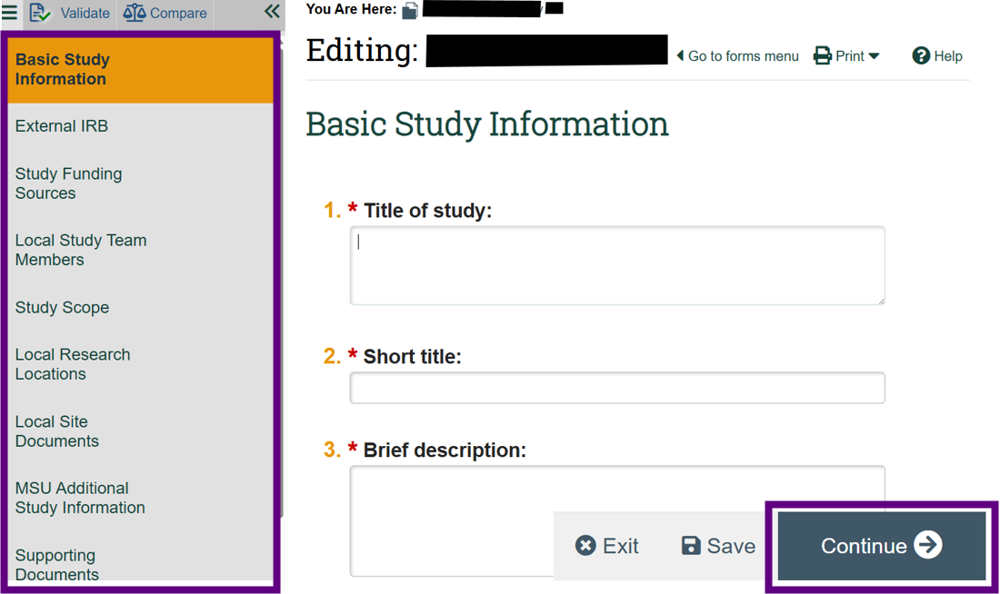 Validate
Compare
Basic Study
Information
External IRB
Study Funding
Sources
Local Study Team
Members
Study Scope
Local Research
Locations
Local Site
Documents
MSU Additional
Study Information
Supporting
Documents
You Are Here:
Editing:
Go to forms menu
Print
Help
Basic Study Information
1. * Title of study:
2. * Short title:
3. * Brief description:
Exit
Save
Continue